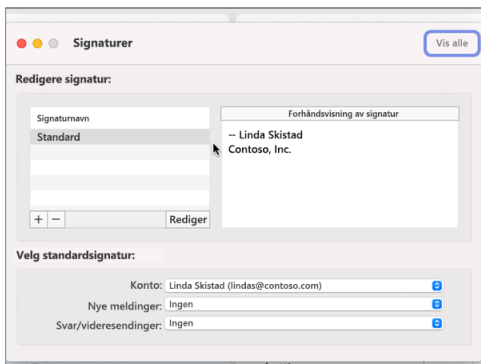 Signaturer
Vis alle
Redigere signatur:
Signaturnavn
Standard
Forhåndsvisning av signatur
-- Linda Skistad
Contoso, Inc.
+ −
Rediger
Velg standardsignatur:
Konto: Linda Skistad (lindas@contoso.com)
Nye meldinger: Ingen
Svar/videresendinger: Ingen